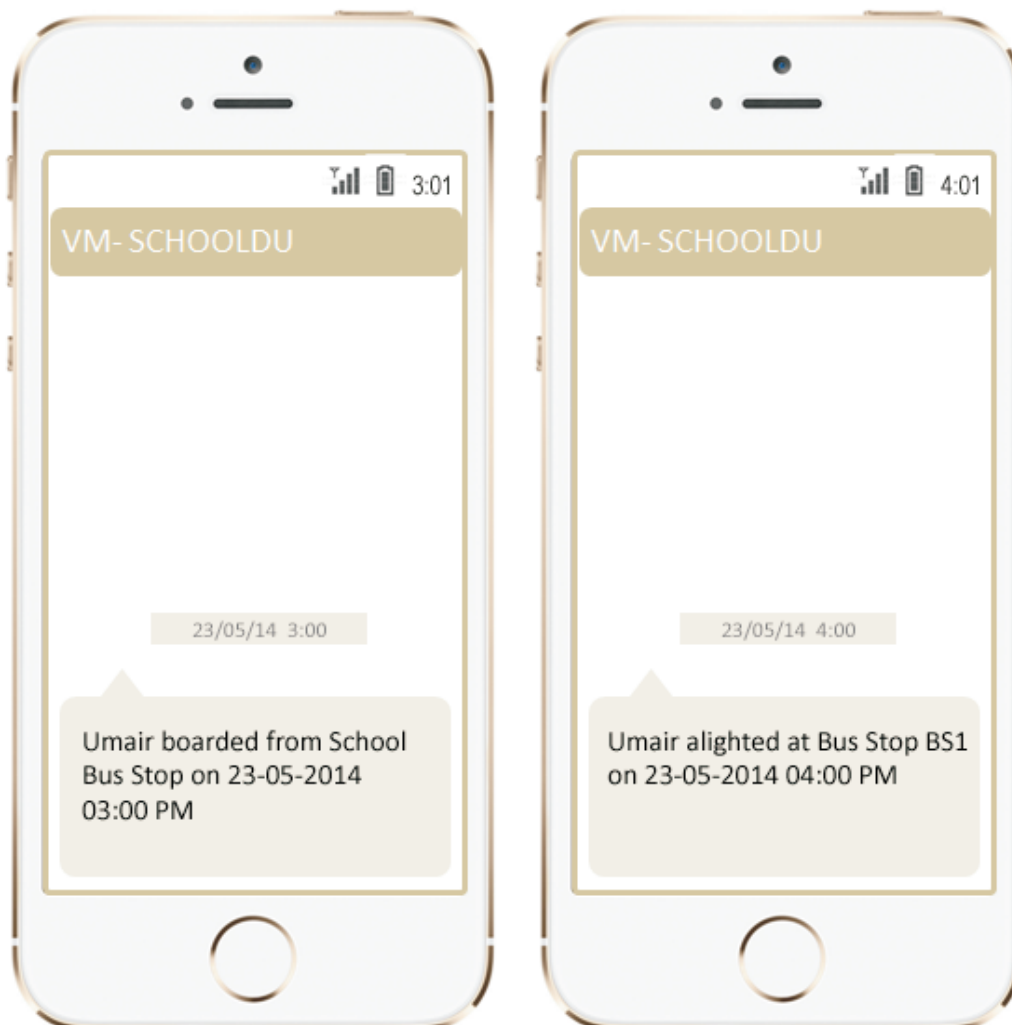 3:01
VM- SCHOOLDU
23/05/14 3:00
Umair boarded from School
Bus Stop on 23-05-2014
03:00 PM
4:01
VM- SCHOOLDU
23/05/14 4:00
Umair alighted at Bus Stop BS1
on 23-05-2014 04:00 PM